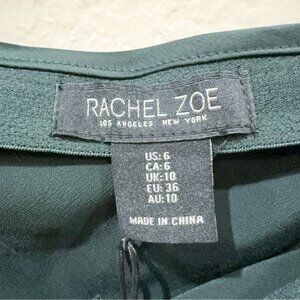 RACHEL ZOE
LOS ANGELES NEW YORK
US: 6
CA: 6
UK: 10
EU: 36
AU: 10
MADE IN CHINA